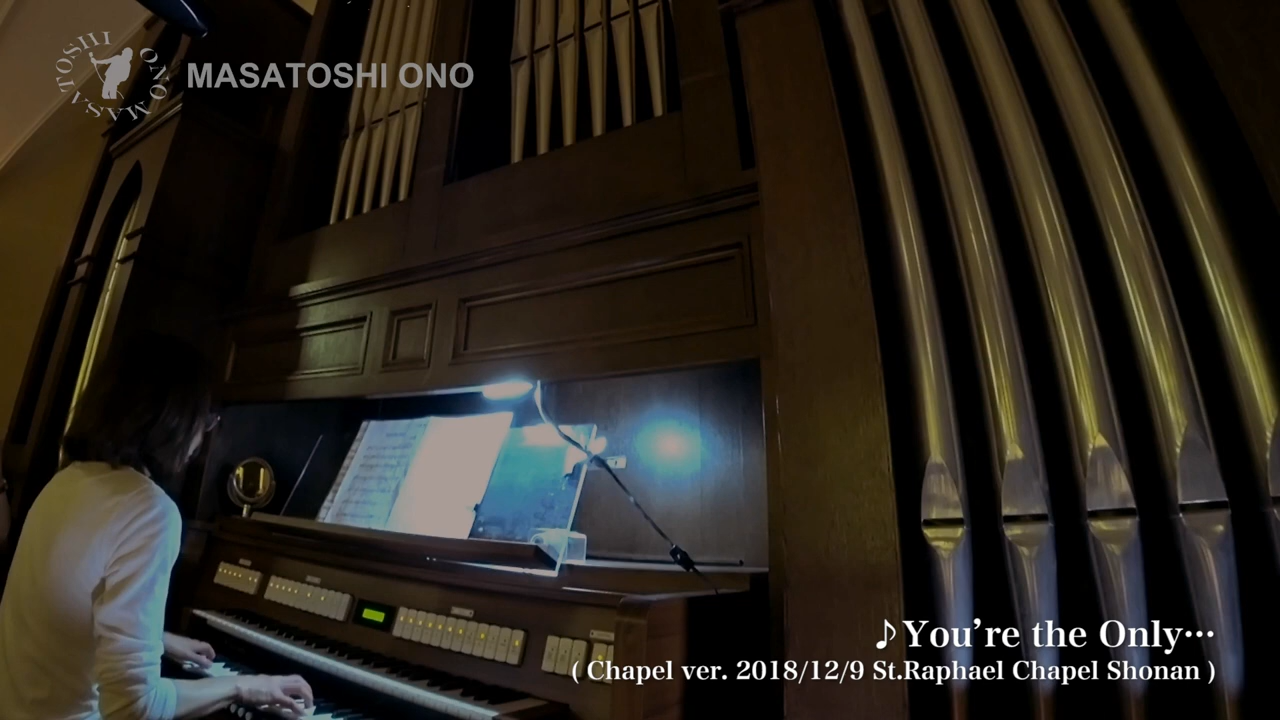 MASATOSHI ONO
MASATOSHI ONO
♪You're the Only…
( Chapel ver. 2018/12/9 St.Raphael Chapel Shonan )